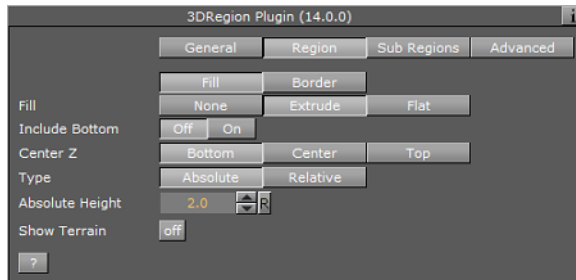 3DRegion Plugin (14.0.0) i
General Region Sub Regions Advanced
Fill Border
Fill None Extrude Flat
Include Bottom Off On
Center Z Bottom Center Top
Type Absolute Relative
Absolute Height 2.0 R
Show Terrain off
?